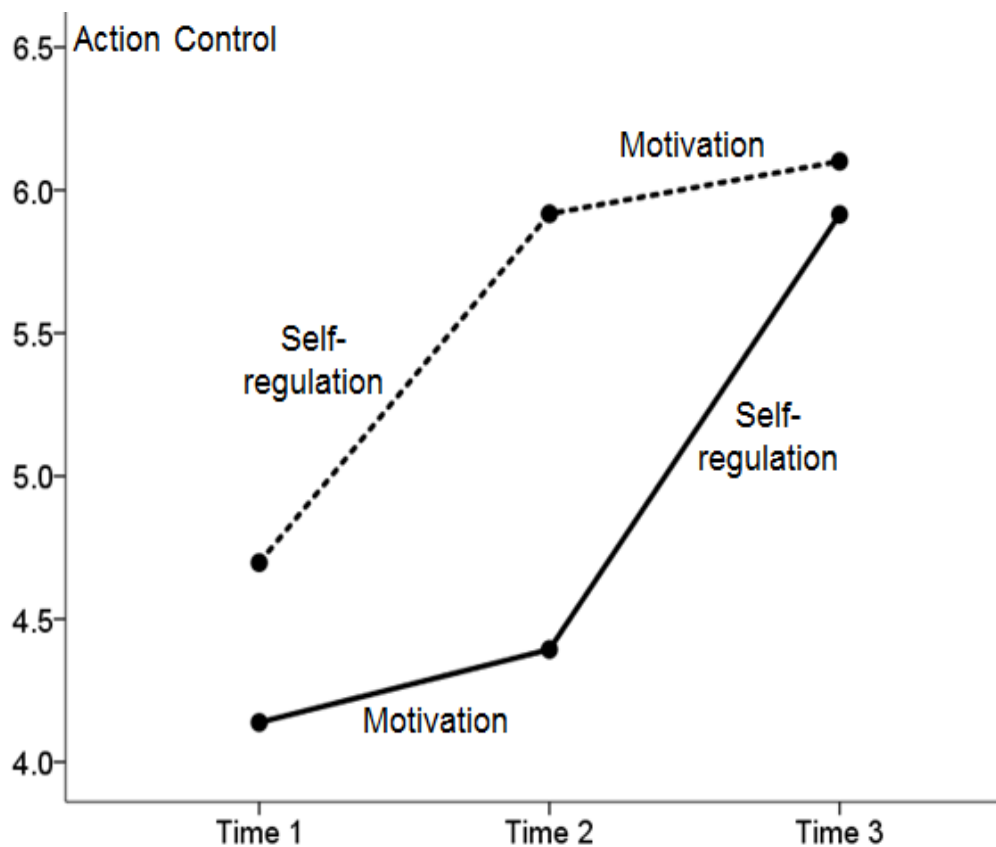 6.5
Action Control
Motivation
6.0
5.5
Self-
regulation
Self-
regulation
5.0
4.5
Motivation
4.0
Time 1
Time 2
Time 3